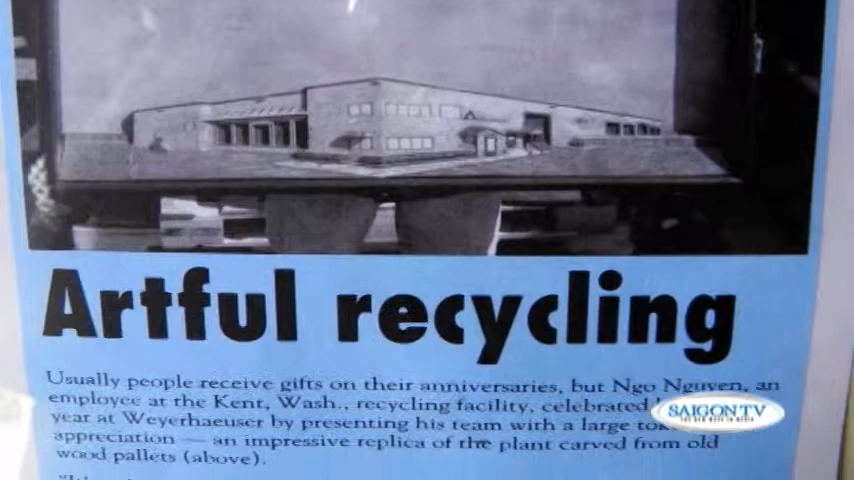 Artful recycling
Usually people receive gifts on their anniversaries, but Ngo Nguyen, an
employee at the Kent, Wash., recycling facility, celebrated
year at Weyerhaeuser by presenting his team with a large
appreciation — an impressive replica of the plant carved from old
wood pallets (above).
SAIGON TV